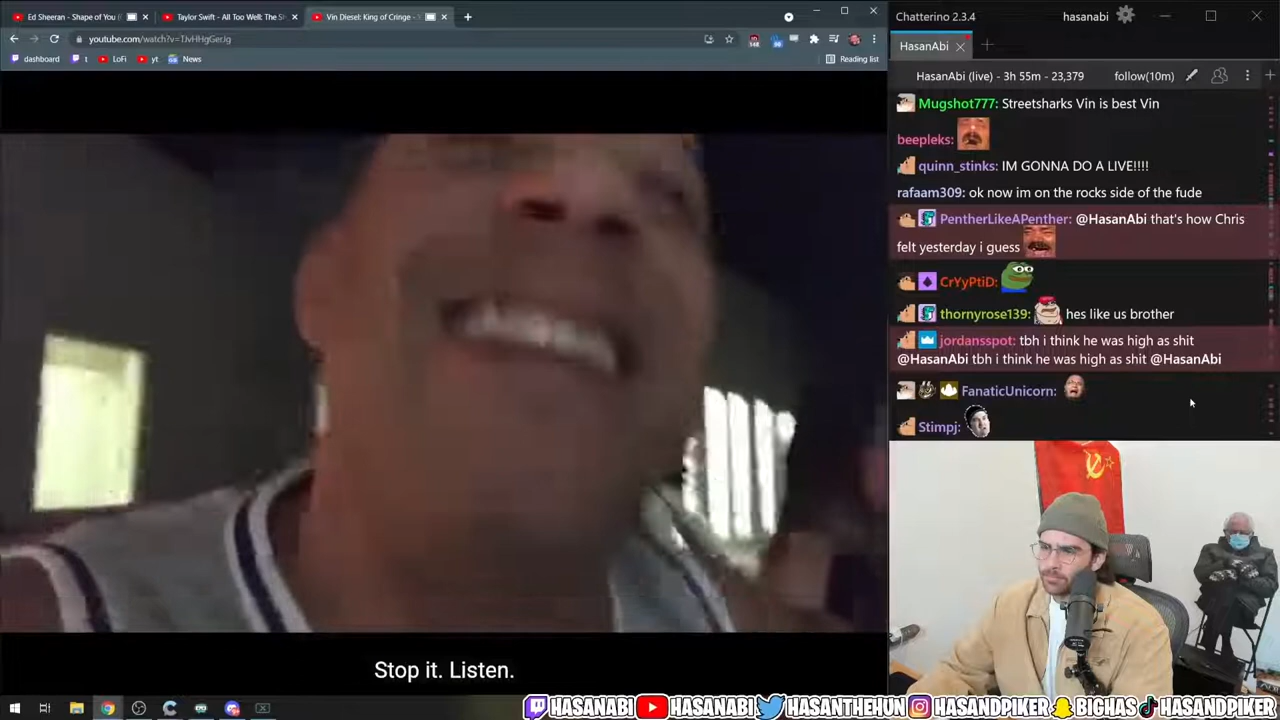 Ed Sheeran - Shape of You (
Taylor Swift - All Too Well: The S
Vin Diesel: King of Cringe -
youtube.com/watch?v=TJvHHgGerJg
dashboard
t
LoFi
yt
News
Reading list
Stop it. Listen.
Chatterino 2.3.4
hasanabi
HasanAbi
HasanAbi (live) - 3h 55m - 23,379
follow(10m)
Mugshot777: Streetsharks Vin is best Vin
beepleks:
quinn_stinks: IM GONNA DO A LIVE!!!!
rafaam309: ok now im on the rocks side of the fude
PentherLikeAPenther: @HasanAbi that's how Chris
felt yesterday i guess
CrYyPtiD:
thornyrose139: hes like us brother
jordansspot: tbh i think he was high as shit
@HasanAbi tbh i think he was high as shit @HasanAbi
FanaticUnicorn:
Stimpj:
HASANABI HASANABI HASANTHEHUN HASANDPIKER BIGHAS HASANDPIKER